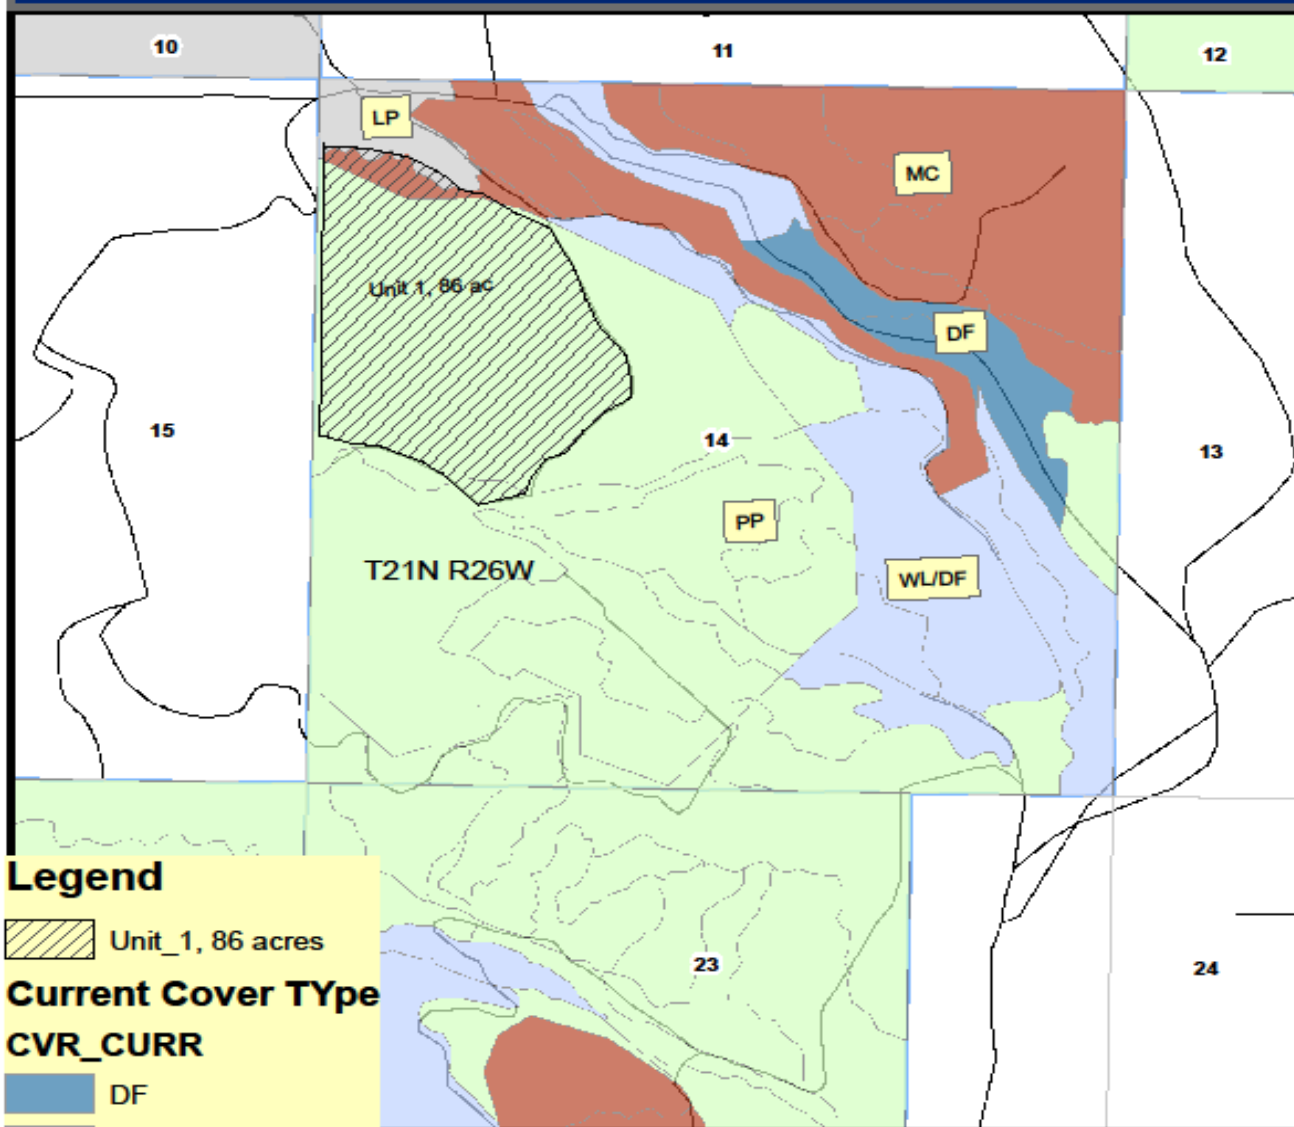 10
11
12
LP
MC
Unit 1, 86 ac
DF
15
14
13
PP
T21N R26W
WL/DF
Legend
Unit_1, 86 acres
23
24
Current Cover TYpe
CVR_CURR
DF